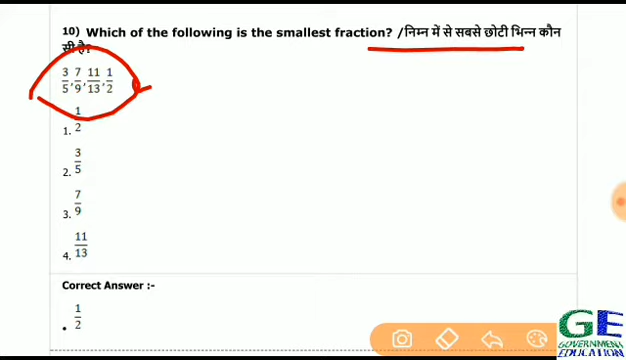 10) Which of the following is the smallest fraction? /निम्न में से सबसे छोटी भिन्न कौन
सी है?
3/5, 7/9, 11/13, 1/2
1. 1/2
2. 3/5
3. 7/9
4. 11/13
Correct Answer :-
• 1/2
GE
GOVERNMENT
EDUCATION